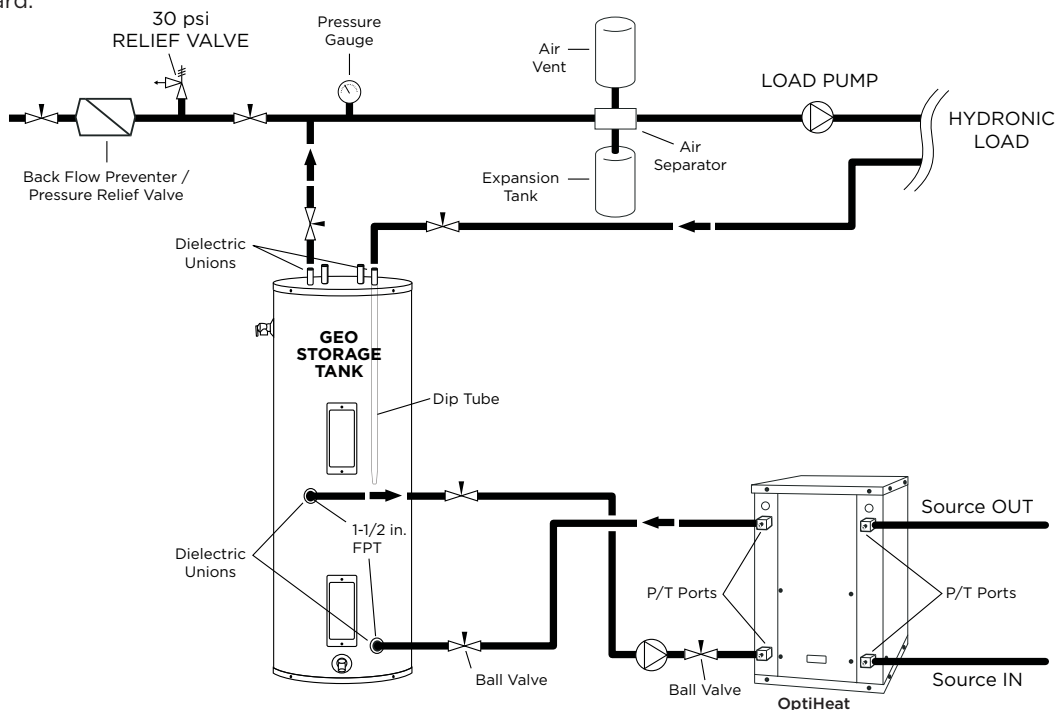 ard.
30 psi
RELIEF VALVE
Pressure
Gauge
Air
Vent
LOAD PUMP
HYDRONIC
LOAD
Back Flow Preventer /
Pressure Relief Valve
Air
Separator
Expansion
Tank
Dielectric
Unions
GEO
STORAGE
TANK
Dip Tube
Source OUT
1-1/2 in.
FPT
Dielectric
Unions
P/T Ports
P/T Ports
Ball Valve
Ball Valve
Source IN
OptiHeat